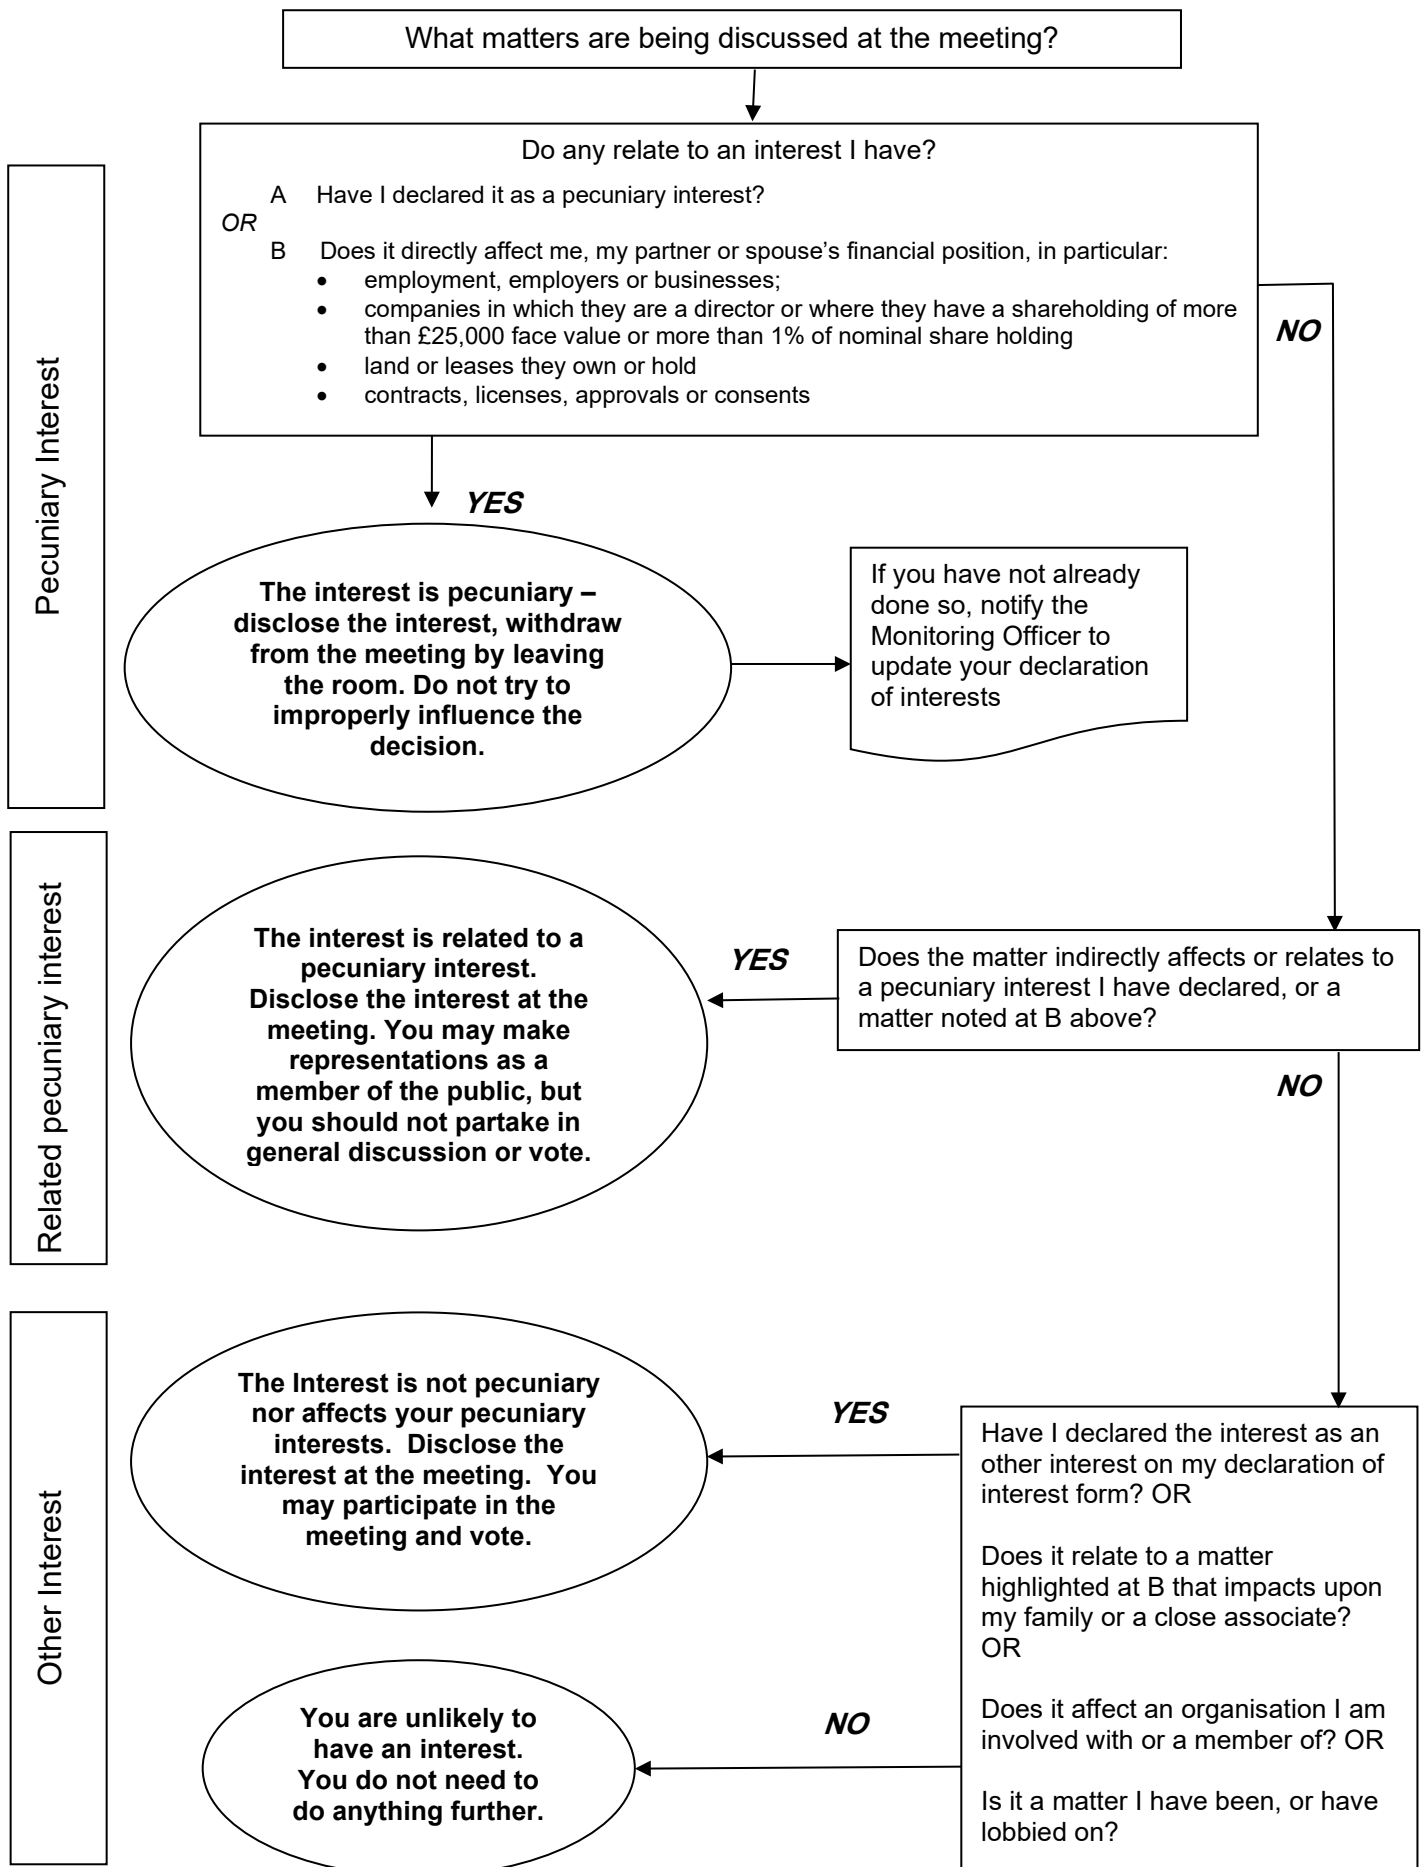 What matters are being discussed at the meeting?
Do any relate to an interest I have?
A Have I declared it as a pecuniary interest?
OR
B Does it directly affect me, my partner or spouse’s financial position, in particular:
• employment, employers or businesses;
• companies in which they are a director or where they have a shareholding of more
than £25,000 face value or more than 1% of nominal share holding
• land or leases they own or hold
• contracts, licenses, approvals or consents
NO
Pecuniary Interest
YES
The interest is pecuniary –
disclose the interest, withdraw
from the meeting by leaving
the room. Do not try to
improperly influence the
decision.
If you have not already
done so, notify the
Monitoring Officer to
update your declaration
of interests
Related pecuniary interest
The interest is related to a
pecuniary interest.
Disclose the interest at the
meeting. You may make
representations as a
member of the public, but
you should not partake in
general discussion or vote.
YES
Does the matter indirectly affects or relates to
a pecuniary interest I have declared, or a
matter noted at B above?
NO
Other Interest
The Interest is not pecuniary
nor affects your pecuniary
interests. Disclose the
interest at the meeting. You
may participate in the
meeting and vote.
YES
Have I declared the interest as an
other interest on my declaration of
interest form? OR
Does it relate to a matter
highlighted at B that impacts upon
my family or a close associate?
OR
Does it affect an organisation I am
involved with or a member of? OR
Is it a matter I have been, or have
lobbied on?
NO
You are unlikely to
have an interest.
You do not need to
do anything further.